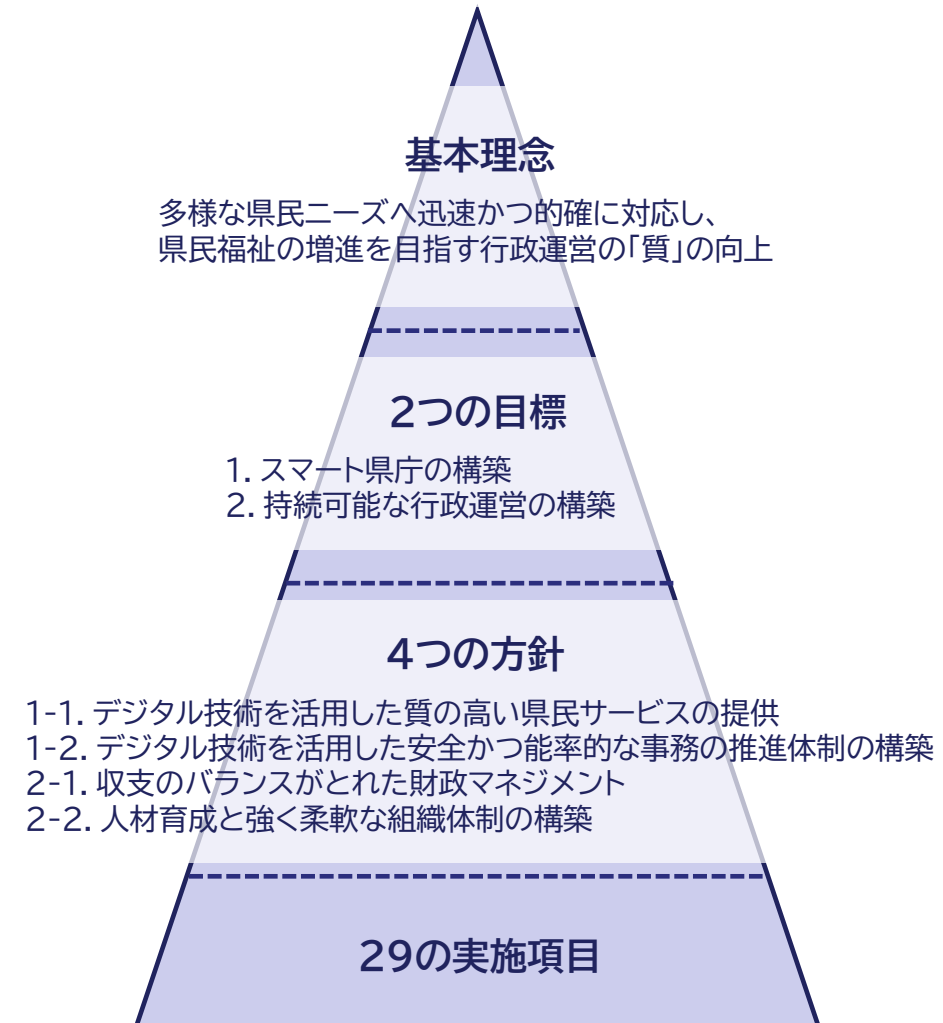 基本理念
多様な県民ニーズへ迅速かつ的確に対応し、
県民福祉の増進を目指す行政運営の「質」の向上
2つの目標
1. スマート県庁の構築
2. 持続可能な行政運営の構築
4つの方針
1-1. デジタル技術を活用した質の高い県民サービスの提供
1-2. デジタル技術を活用した安全かつ能率的な事務の推進体制の構築
2-1. 収支のバランスがとれた財政マネジメント
2-2. 人材育成と強く柔軟な組織体制の構築
29の実施項目